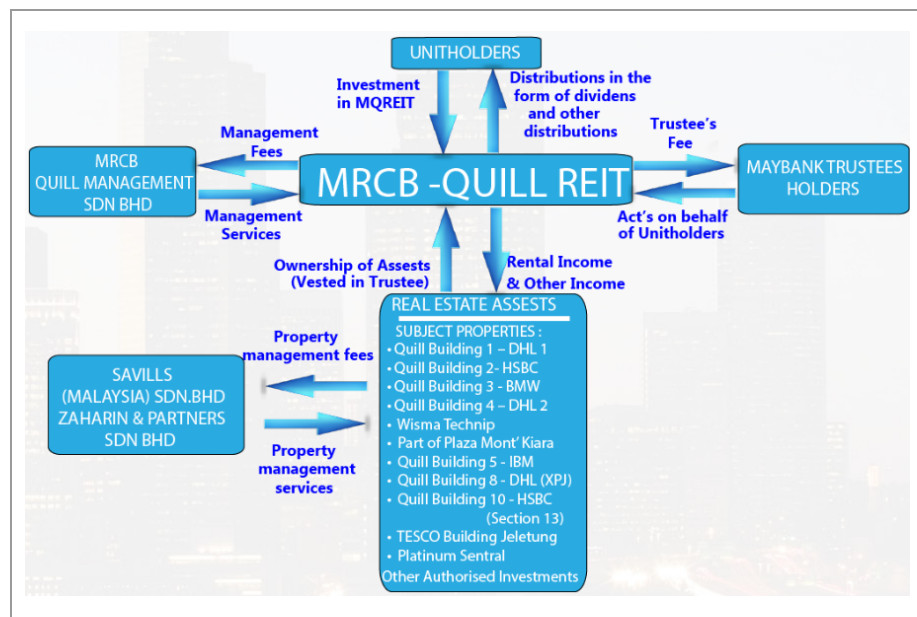 UNITHOLDERS
Investment
in MQREIT
Distributions in the
form of dividens
and other
distributions
Management
Fees
Trustee's
Fee
MRCB
QUILL MANAGEMENT
SDN BHD
MRCB -QUILL REIT
MAYBANK TRUSTEES
HOLDERS
Management
Services
Act's on behalf
of Unitholders
Ownership of Assests
(Vested in Trustee)
Rental Income
& Other Income
REAL ESTATE ASSESTS
SUBJECT PROPERTIES :
• Quill Building 1 – DHL 1
• Quill Building 2- HSBC
• Quill Building 3 - BMW
• Quill Building 4 – DHL 2
• Wisma Technip
• Part of Plaza Mont' Kiara
• Quill Building 5 - IBM
• Quill Building 8 - DHL (XPJ)
• Quill Building 10 - HSBC
(Section 13)
• TESCO Building Jeletung
• Platinum Sentral
Other Authorised Investments
Property
management fees
SAVILLS
(MALAYSIA) SDN.BHD
ZAHARIN & PARTNERS
SDN BHD
Property
management
services